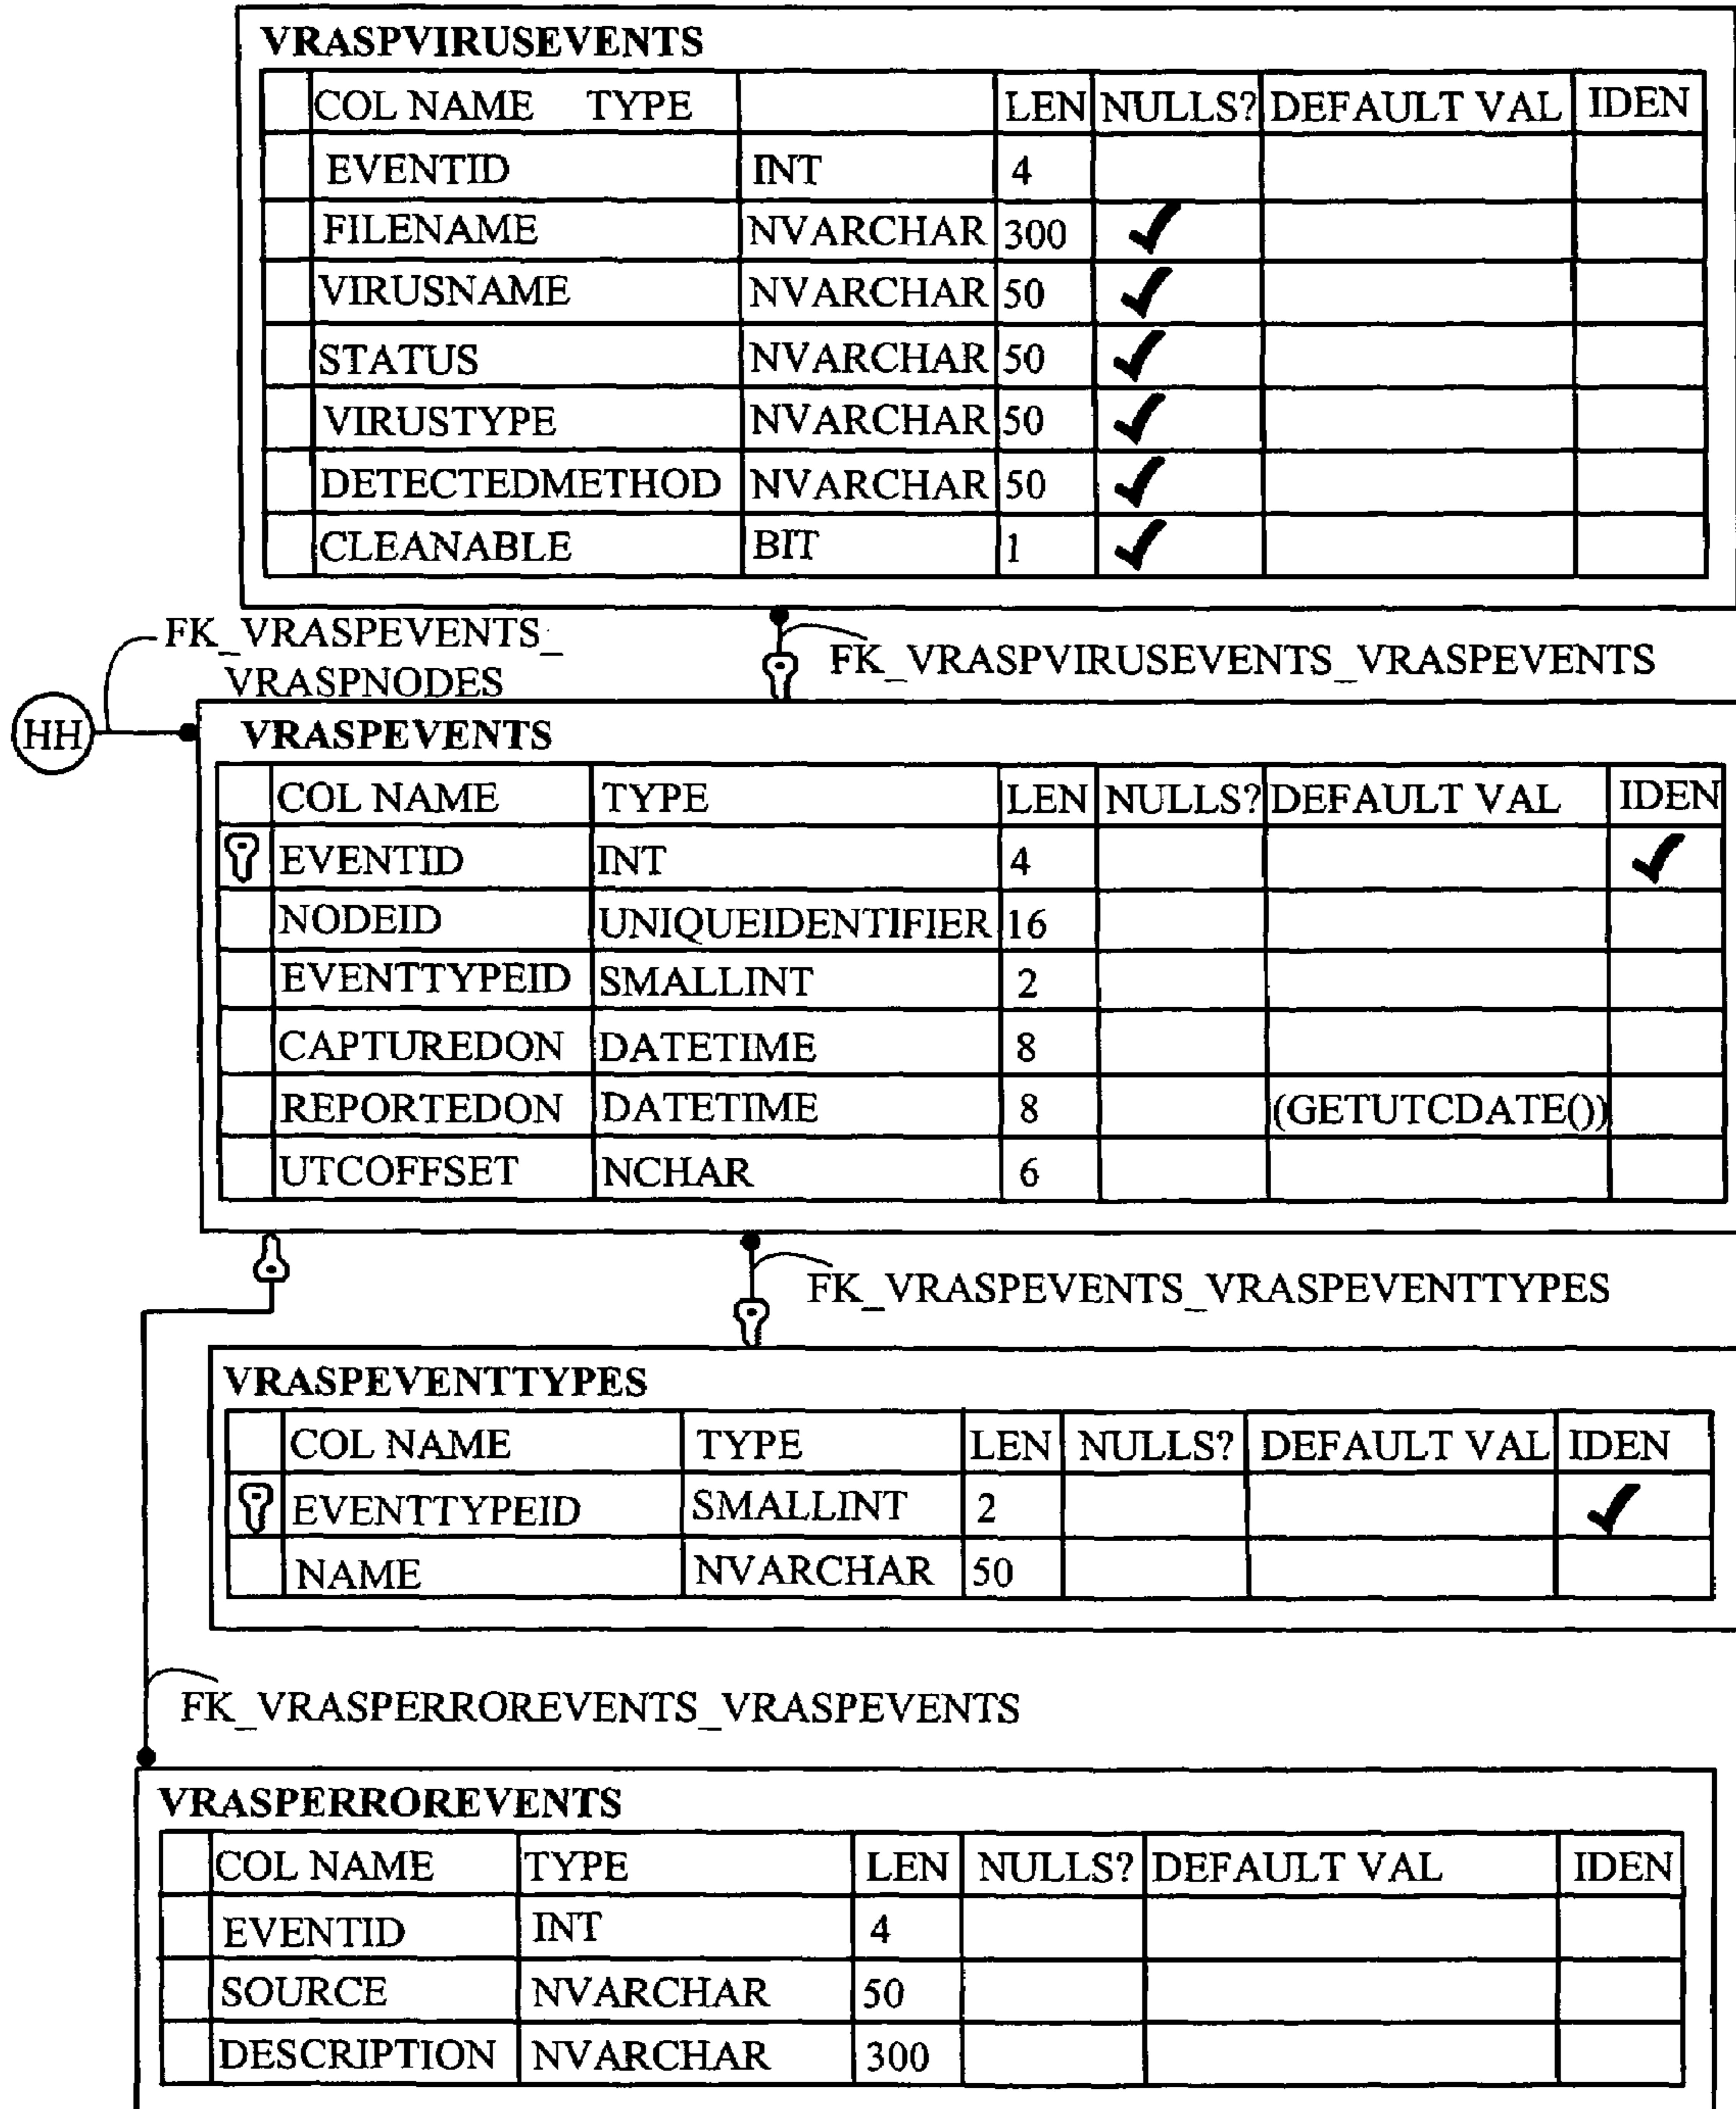 VRASPVIRUSEVENTS
COL NAME TYPE LEN NULLS? DEFAULT VAL IDEN
EVENTID INT 4
FILENAME NVARCHAR 300 ✓
VIRUSNAME NVARCHAR 50 ✓
STATUS NVARCHAR 50 ✓
VIRUSTYPE NVARCHAR 50 ✓
DETECTEDMETHOD NVARCHAR 50 ✓
CLEANABLE BIT 1 ✓
FK_VRASPEVENTS_
VRASPNODES
FK_VRASPVIRUSEVENTS_VRASPEVENTS
HH
VRASPEVENTS
COL NAME TYPE LEN NULLS? DEFAULT VAL IDEN
EVENTID INT 4 ✓
NODEID UNIQUEIDENTIFIER 16
EVENTTYPEID SMALLINT 2
CAPTUREDON DATETIME 8
REPORTEDON DATETIME 8 (GETUTCDATE())
UTCOFFSET NCHAR 6
FK_VRASPEVENTS_VRASPEVENTTYPES
VRASPEVENTTYPES
COL NAME TYPE LEN NULLS? DEFAULT VAL IDEN
EVENTTYPEID SMALLINT 2 ✓
NAME NVARCHAR 50
FK_VRASPERROREVENTS_VRASPEVENTS
VRASPERROREVENTS
COL NAME TYPE LEN NULLS? DEFAULT VAL IDEN
EVENTID INT 4
SOURCE NVARCHAR 50
DESCRIPTION NVARCHAR 300